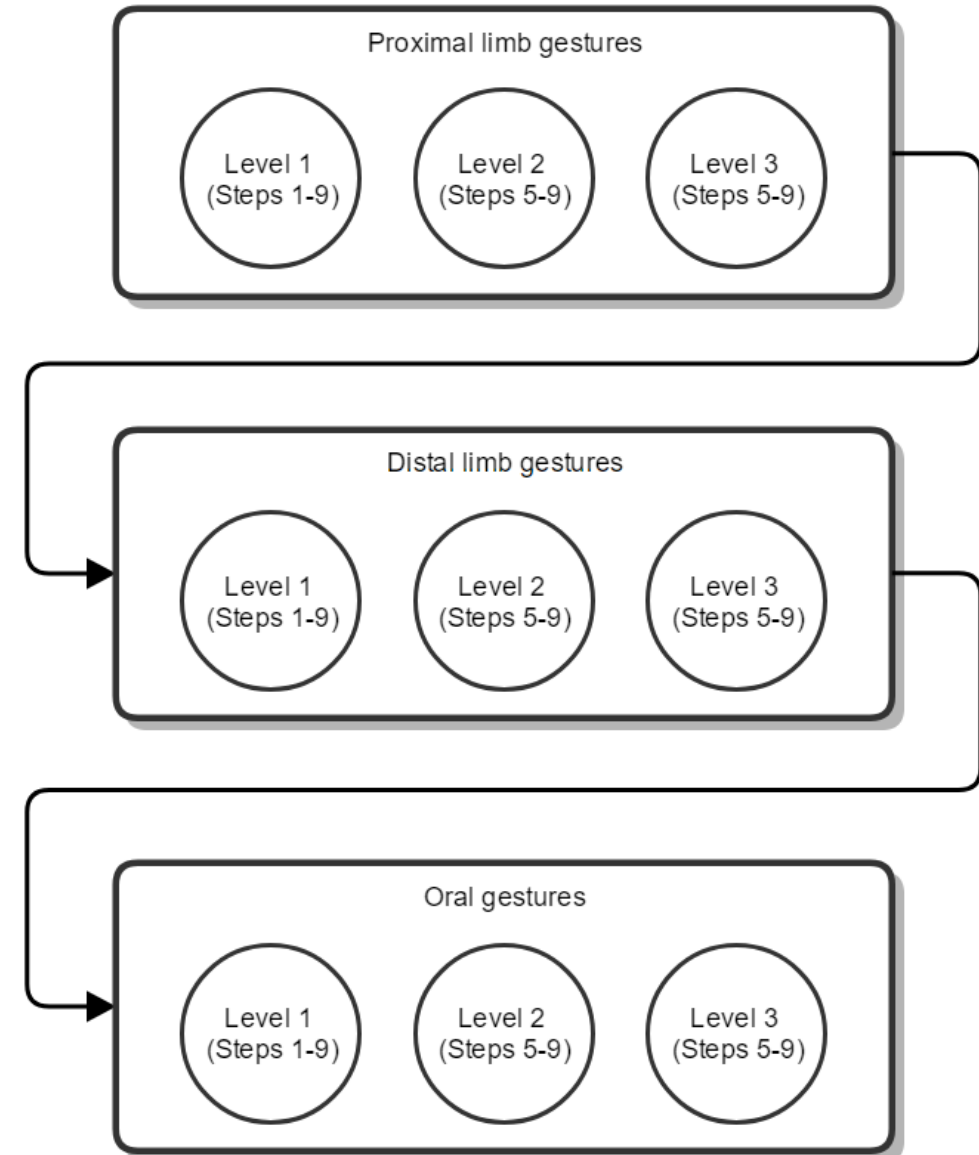 Proximal limb gestures
Level 1
(Steps 1-9)
Level 2
(Steps 5-9)
Level 3
(Steps 5-9)
Distal limb gestures
Level 1
(Steps 1-9)
Level 2
(Steps 5-9)
Level 3
(Steps 5-9)
Oral gestures
Level 1
(Steps 1-9)
Level 2
(Steps 5-9)
Level 3
(Steps 5-9)